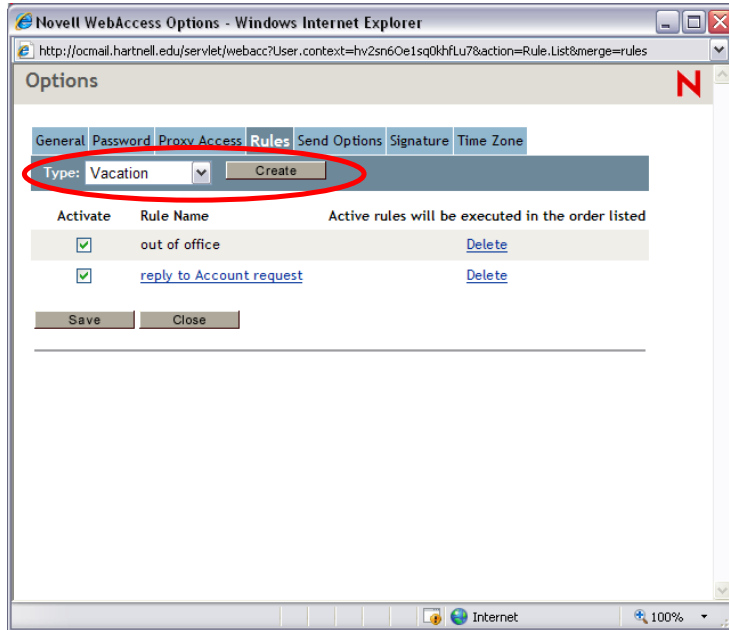 Novell WebAccess Options - Windows Internet Explorer
http://ocmail.hartnell.edu/servlet/webacc?User.context=hv2sn6Oe1sq0khfLu7&action=Rule.List&merge=rules
Options N
General Password Proxy Access Rules Send Options Signature Time Zone
Type: Vacation Create
Activate Rule Name Active rules will be executed in the order listed
out of office Delete
reply to Account request Delete
Save Close
Internet 100%